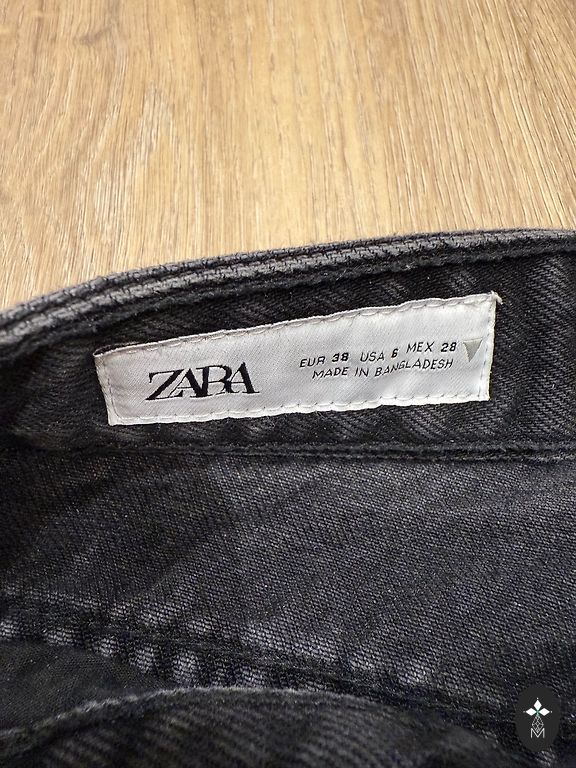 ZARA
EUR 38 USA 6 MEX 28
MADE IN BANGLADESH
M